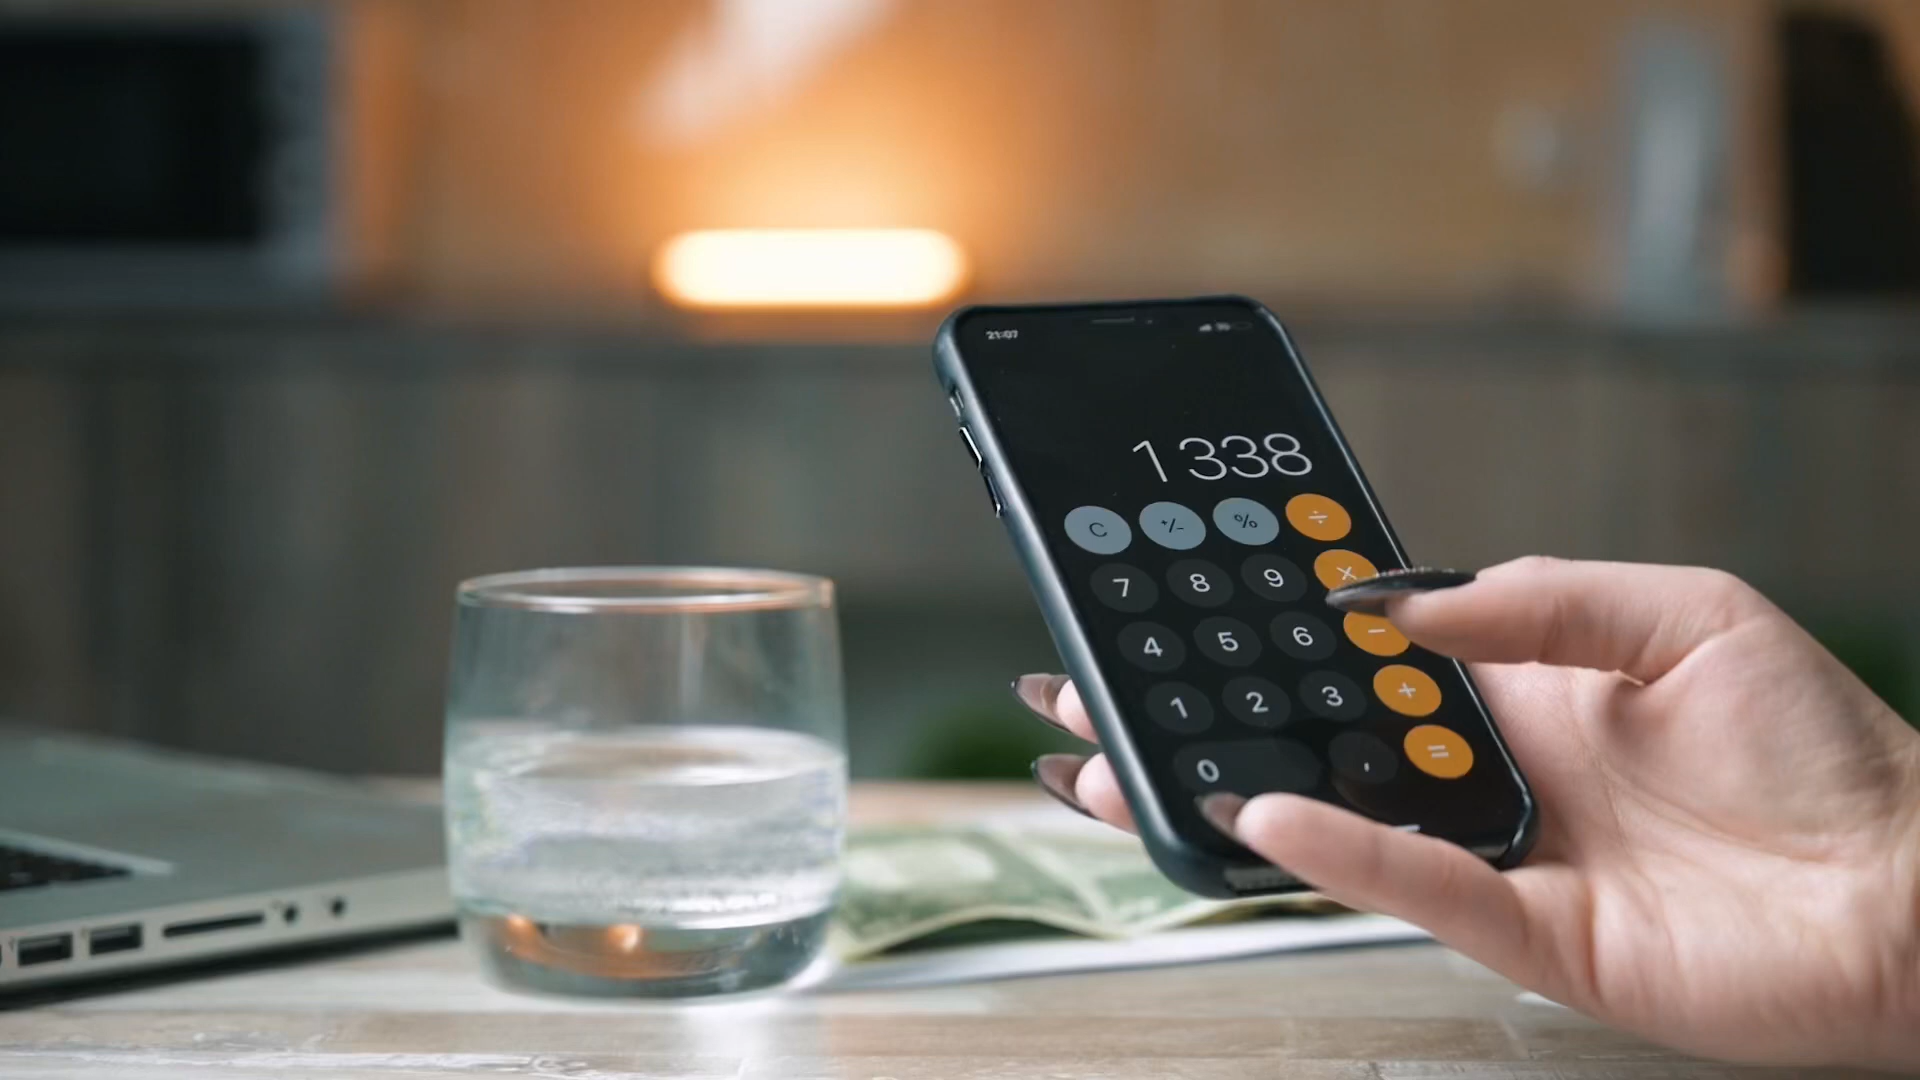 21:07
1 338
C +/- % ÷
7 8 9 ×
4 5 6 −
1 2 3 +
0 , =